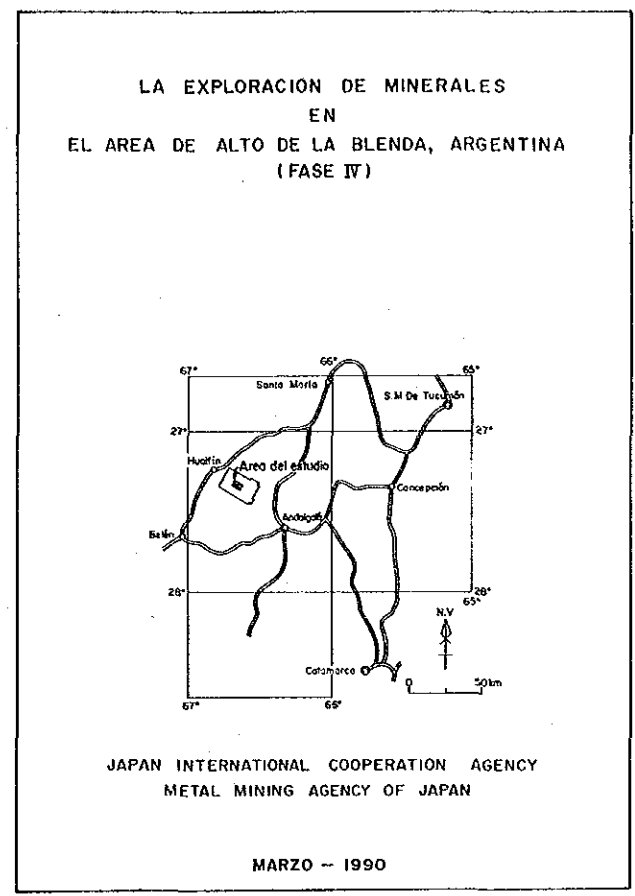 LA EXPLORACION DE MINERALES
EN
EL AREA DE ALTO DE LA BLENDA, ARGENTINA
(FASE IV)
66°
67°
65°
Santa María
S.M De Tucumán
27°
27°
Hualfín
Area del estudio
Concepción
Andalgalá
Belén
28°
28°
65°
N.V
Catamarca
0
50km
67°
66°
JAPAN INTERNATIONAL COOPERATION AGENCY
METAL MINING AGENCY OF JAPAN
MARZO - 1990